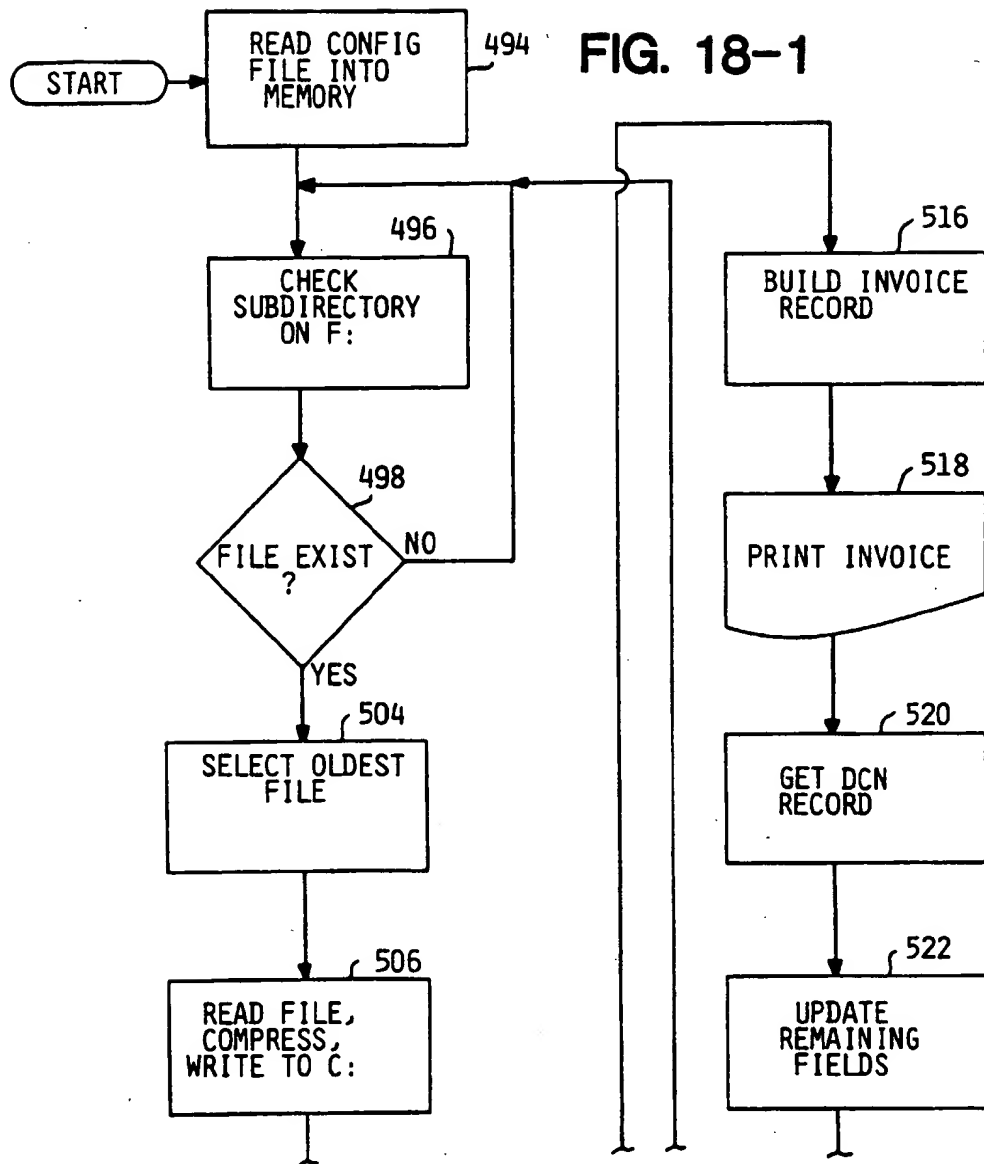 FIG. 18-1
START
READ CONFIG
FILE INTO
MEMORY
494
496
CHECK
SUBDIRECTORY
ON F:
498
FILE EXIST
?
NO
YES
504
SELECT OLDEST
FILE
506
READ FILE,
COMPRESS,
WRITE TO C:
516
BUILD INVOICE
RECORD
518
PRINT INVOICE
520
GET DCN
RECORD
522
UPDATE
REMAINING
FIELDS